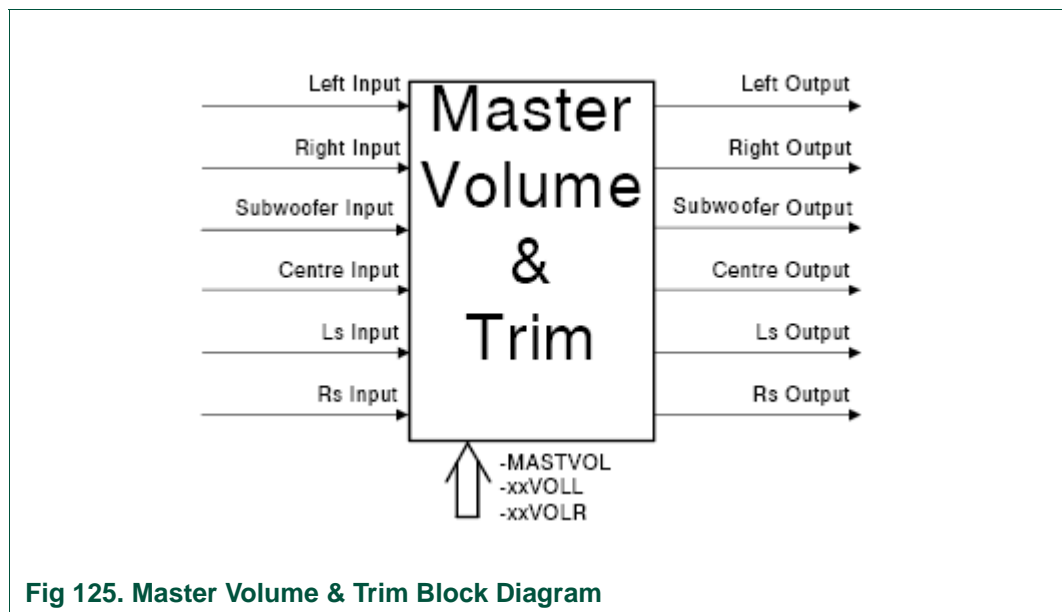 Left Input
Right Input
Subwoofer Input
Centre Input
Ls Input
Rs Input
Master
Volume
&
Trim
Left Output
Right Output
Subwoofer Output
Centre Output
Ls Output
Rs Output
-MASTVOL
-xxVOLL
-xxVOLR
Fig 125. Master Volume & Trim Block Diagram